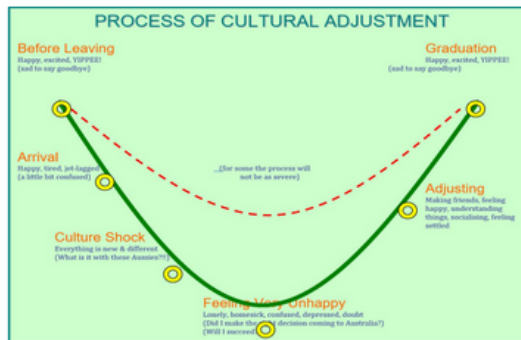 PROCESS OF CULTURAL ADJUSTMENT
Before Leaving
Happy, excited, YIPPEE!
(sad to say goodbye)
Graduation
Happy, excited, YIPPEE!
(sad to say goodbye)
Arrival
Happy, tired, jet-lagged
(a little bit confused)
...(for some the process will
not be as severe)
Adjusting
Making friends, feeling
happy, understanding
things, socialising, feeling
settled
Culture Shock
Everything is new & different
(What is it with these Aussies?!!)
Feeling Very Unhappy
Lonely, homesick, confused, depressed, doubt
(Did I make the right decision coming to Australia?)
(Will I succeed)